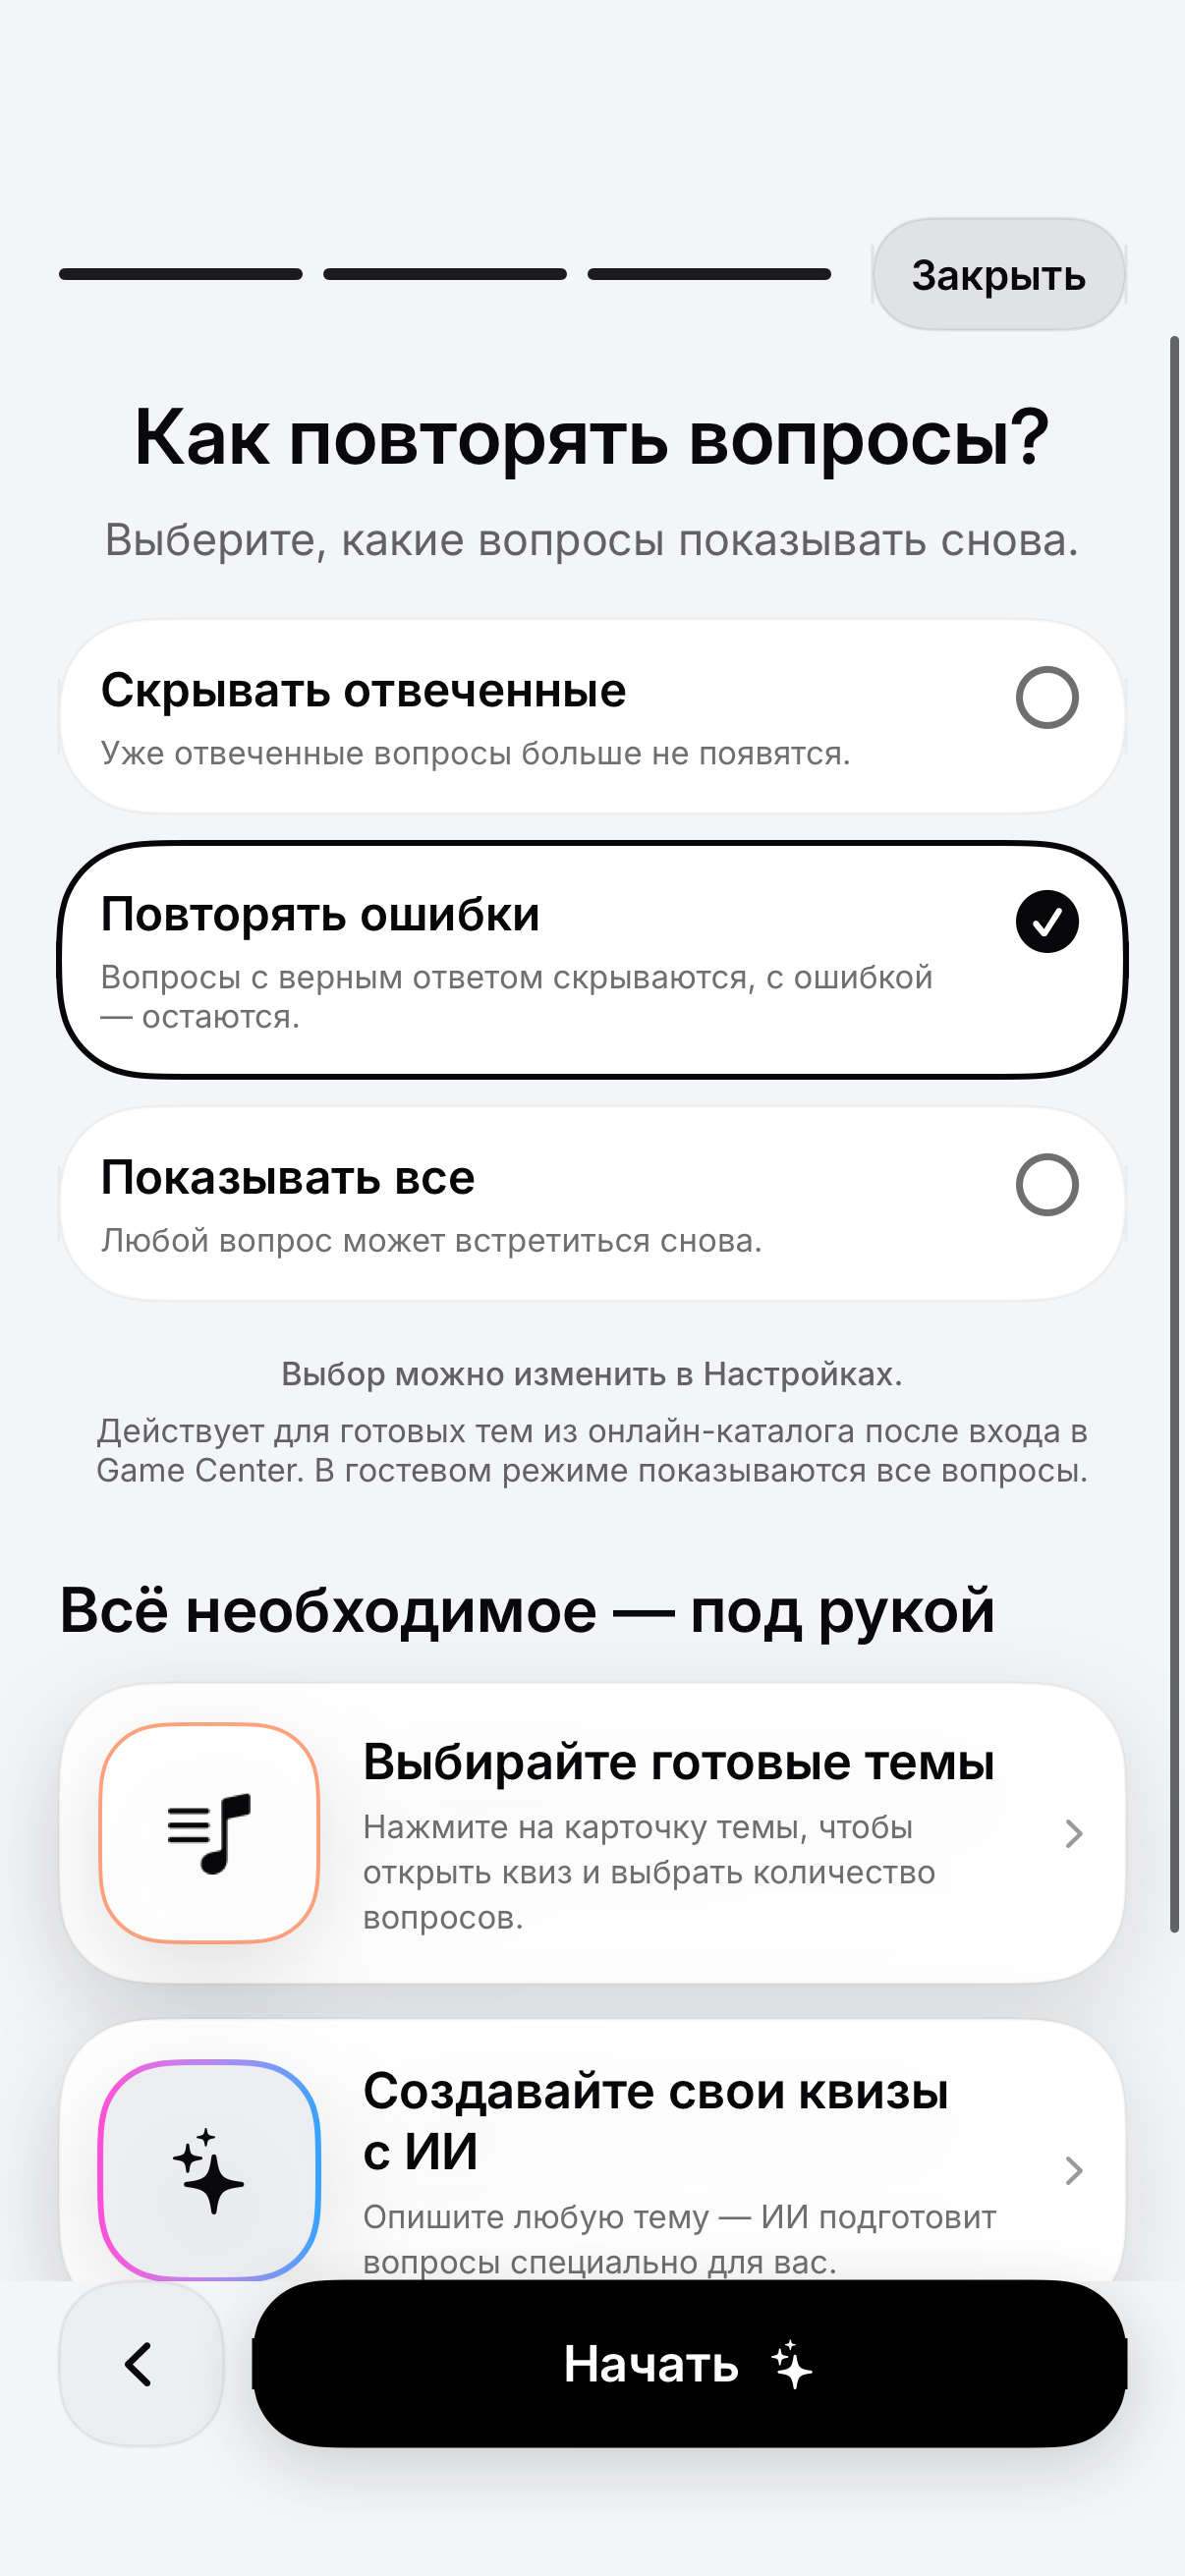 Закрыть
Как повторять вопросы?
Выберите, какие вопросы показывать снова.
Скрывать отвеченные
Уже отвеченные вопросы больше не появятся.
Повторять ошибки
Вопросы с верным ответом скрываются, с ошибкой
— остаются.
Показывать все
Любой вопрос может встретиться снова.
Выбор можно изменить в Настройках.
Действует для готовых тем из онлайн-каталога после входа в
Game Center. В гостевом режиме показываются все вопросы.
Всё необходимое — под рукой
Выбирайте готовые темы
Нажмите на карточку темы, чтобы
открыть квиз и выбрать количество
вопросов.
Создавайте свои квизы
с ИИ
Опишите любую тему — ИИ подготовит
вопросы специально для вас.
Начать